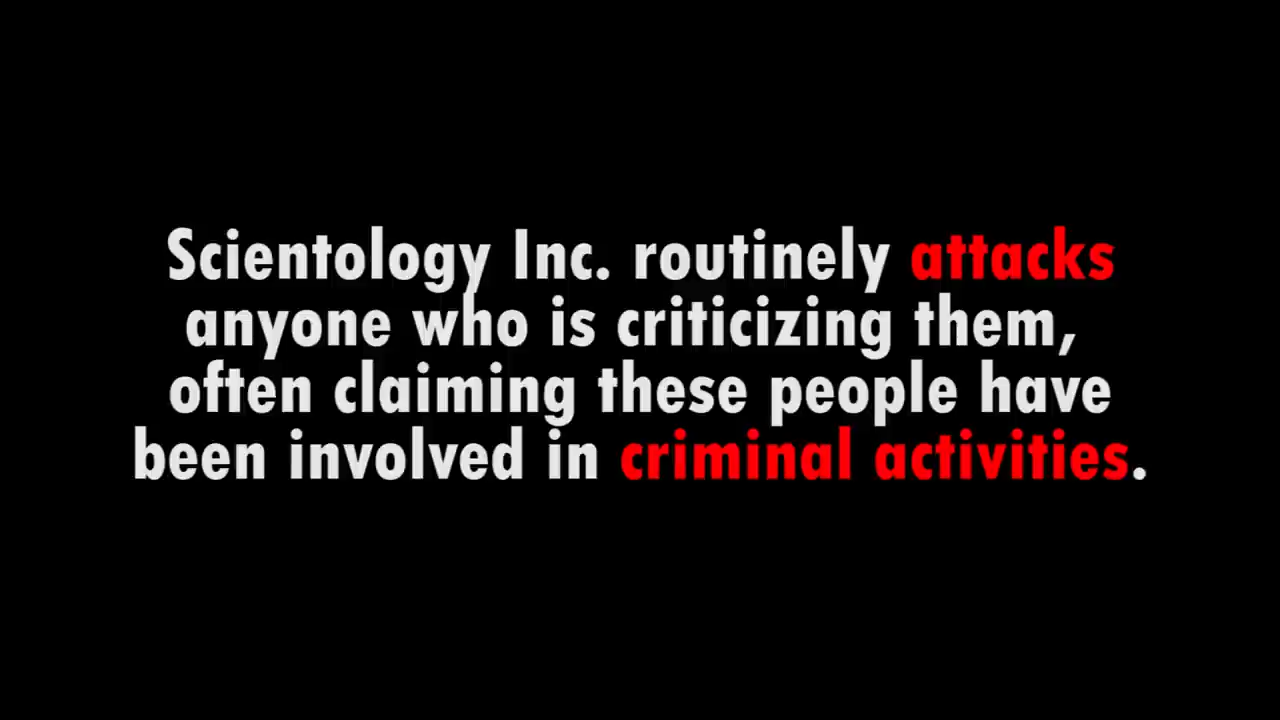 Scientology Inc. routinely attacks
anyone who is criticizing them,
often claiming these people have
been involved in criminal activities.